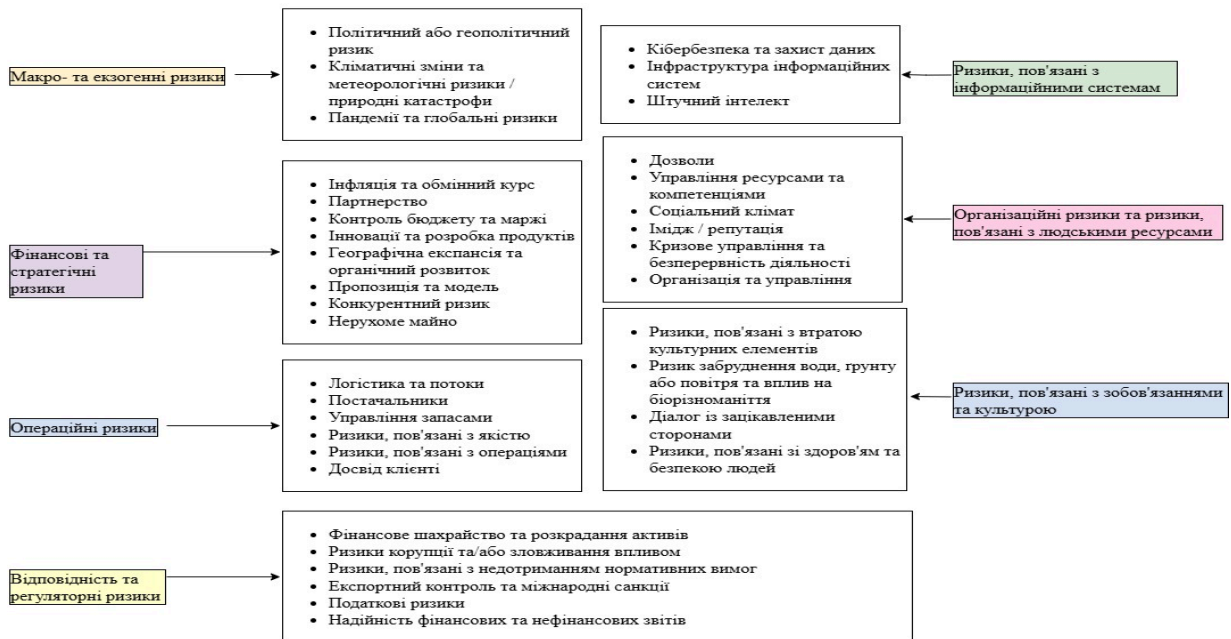 Макро- та екзогенні ризики
Політичний або геополітичний
ризик
Кліматичні зміни та
метеорологічні ризики /
природні катастрофи
Пандемії та глобальні ризики
Кібербезпека та захист даних
Інфраструктура інформаційних
систем
Штучний інтелект
Ризики, пов'язані з
інформаційними системам
Фінансові та
стратегічні
ризики
Інфляція та обмінний курс
Партнерство
Контроль бюджету та маржі
Інновації та розробка продуктів
Географічна експансія та
органічний розвиток
Пропозиція та модель
Конкурентний ризик
Нерухоме майно
Дозволи
Управління ресурсами та
компетенціями
Соціальний клімат
Імідж / репутація
Кризове управління та
безперервність діяльності
Організація та управління
Організаційні ризики та ризики,
пов'язані з людськими ресурсами
Операційні ризики
Логістика та потоки
Постачальники
Управління запасами
Ризики, пов'язані з якістю
Ризики, пов'язані з операціями
Досвід клієнті
Ризики, пов'язані з втратою
культурних елементів
Ризик забруднення води, ґрунту
або повітря та вплив на
біорізноманіття
Діалог із зацікавленими
сторонами
Ризики, пов'язані зі здоров'ям та
безпекою людей
Ризики, пов'язані з зобов'язаннями
та культурою
Відповідність та
регуляторні ризики
Фінансове шахрайство та розкрадання активів
Ризики корупції та/або зловживання впливом
Ризики, пов'язані з недотриманням нормативних вимог
Експортний контроль та міжнародні санкції
Податкові ризики
Надійність фінансових та нефінансових звітів